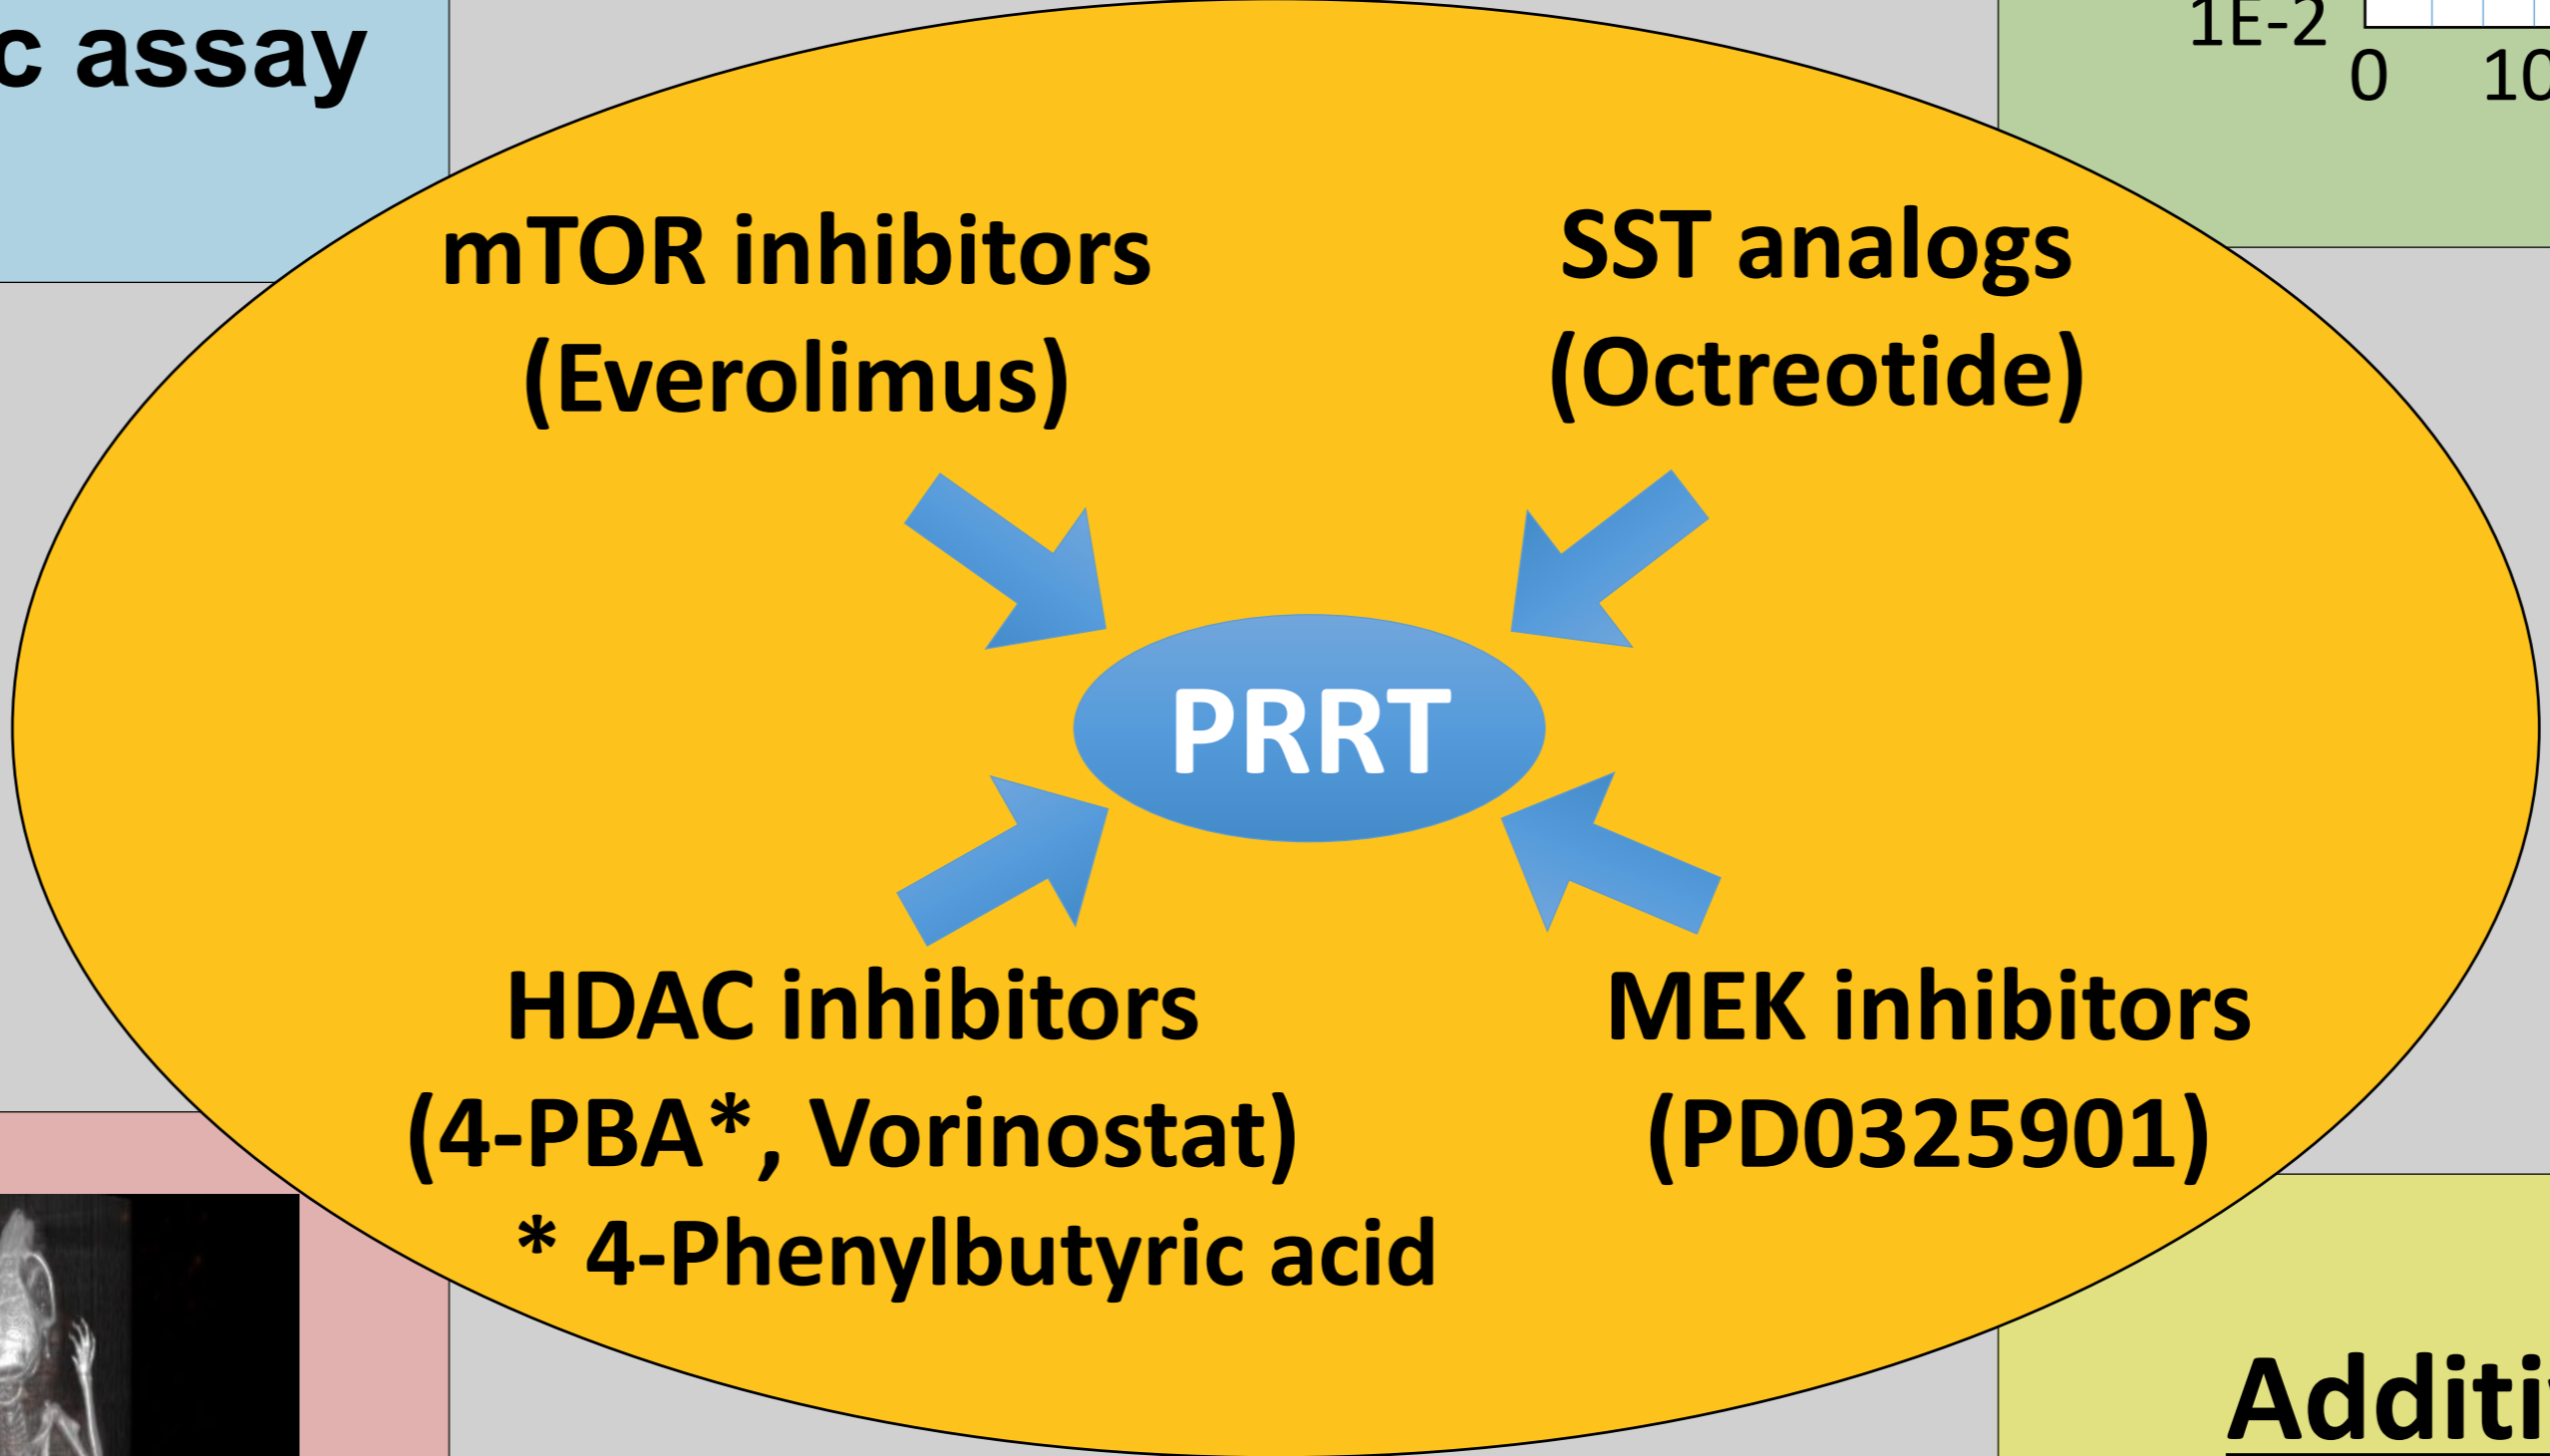 c assay
1E-2
0 10
mTOR inhibitors
(Everolimus)
SST analogs
(Octreotide)
PRRT
HDAC inhibitors
(4-PBA*, Vorinostat)
* 4-Phenylbutyric acid
MEK inhibitors
(PD0325901)